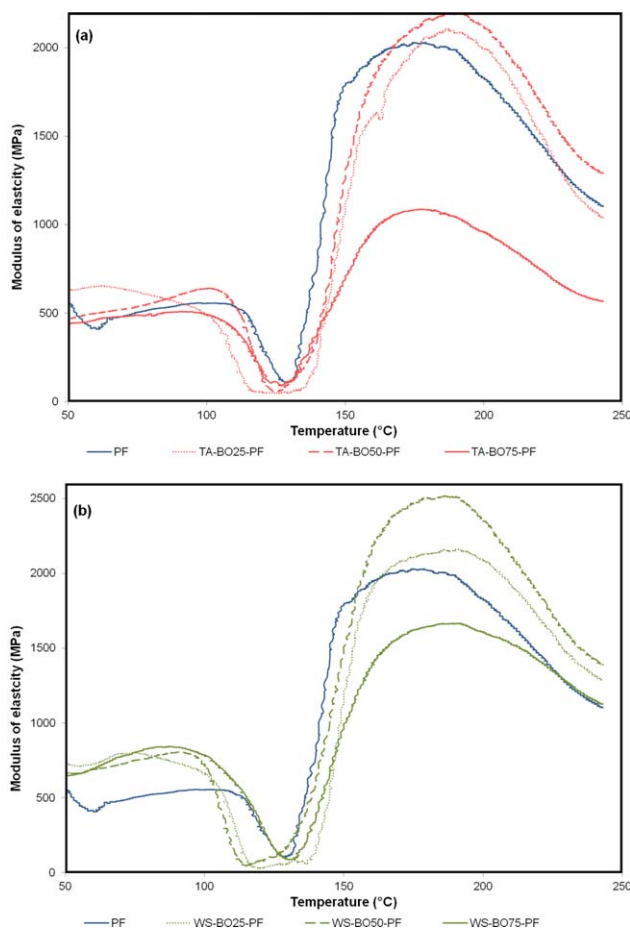 (a)
2000
1500
1000
500
0
Modulus of elastcity (MPa)
50 100 150 200 250
Temperature (°C)
PF TA-BO25-PF TA-BO50-PF TA-BO75-PF
(b)
2500
2000
1500
1000
500
0
Modulus of elastcity (MPa)
50 100 150 200 250
Temperature (°C)
PF WS-BO25-PF WS-BO50-PF WS-BO75-PF